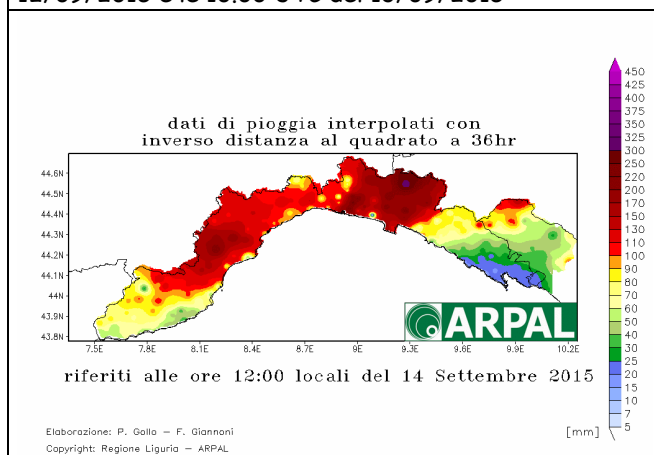 dati di pioggia interpolati con
inverso distanza al quadrato a 36hr
450
425
400
375
350
325
300
250
220
200
170
150
130
110
100
90
80
70
60
50
40
30
25
20
15
10
7
5
[mm]
44.6N
44.5N
44.4N
44.3N
44.2N
44.1N
44N
43.9N
43.8N
7.5E 7.8E 8.1E 8.4E 8.7E 9E 9.3E 9.6E 9.9E 10.2E
ARPAL
riferiti alle ore 12:00 locali del 14 Settembre 2015
Elaborazione: P. Gollo – F. Giannoni
Copyright: Regione Liguria – ARPAL